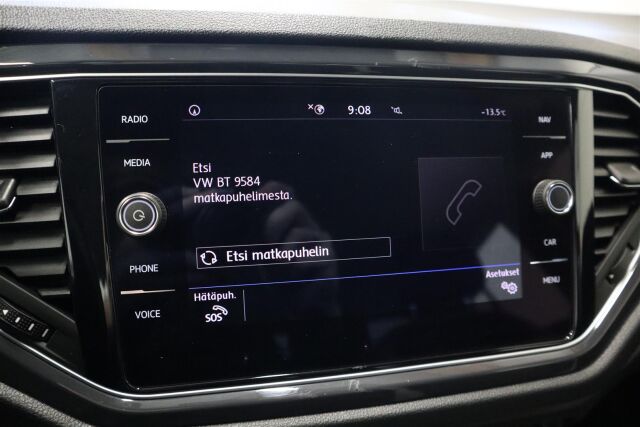 RADIO
MEDIA
PHONE
VOICE
9:08
-13.5°C
Etsi
VW BT 9584
matkapuhelimesta.
Etsi matkapuhelin
Asetukset
Hätäpuh.
SOS
NAV
APP
CAR
MENU